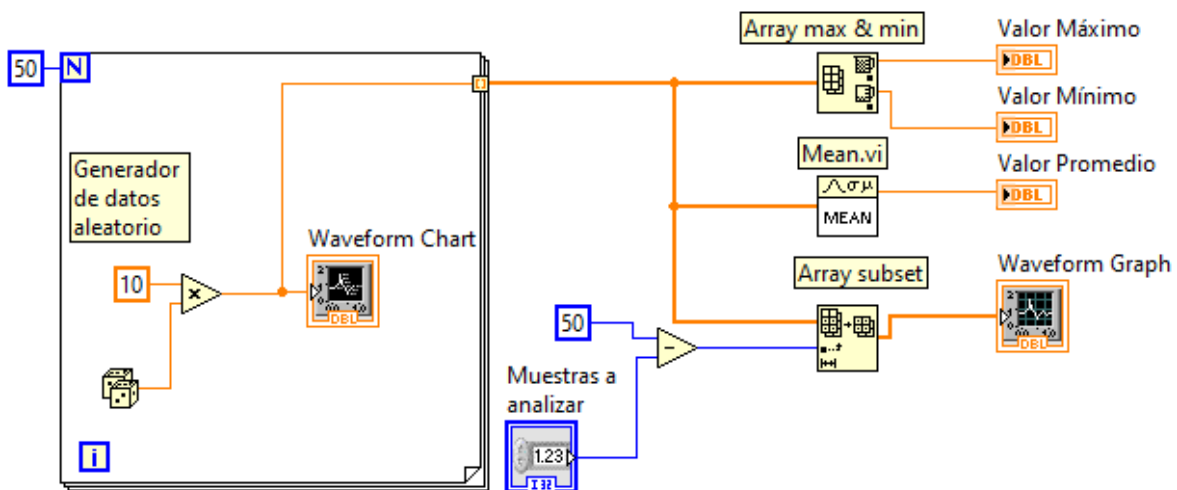 50
N
Generador
de datos
aleatorio
10
x
Waveform Chart
DBL
i
Array max & min
Valor Máximo
DBL
Valor Mínimo
DBL
Mean.vi
MEAN
Valor Promedio
DBL
Array subset
Waveform Graph
DBL
50
-
Muestras a
analizar
1.23
I32